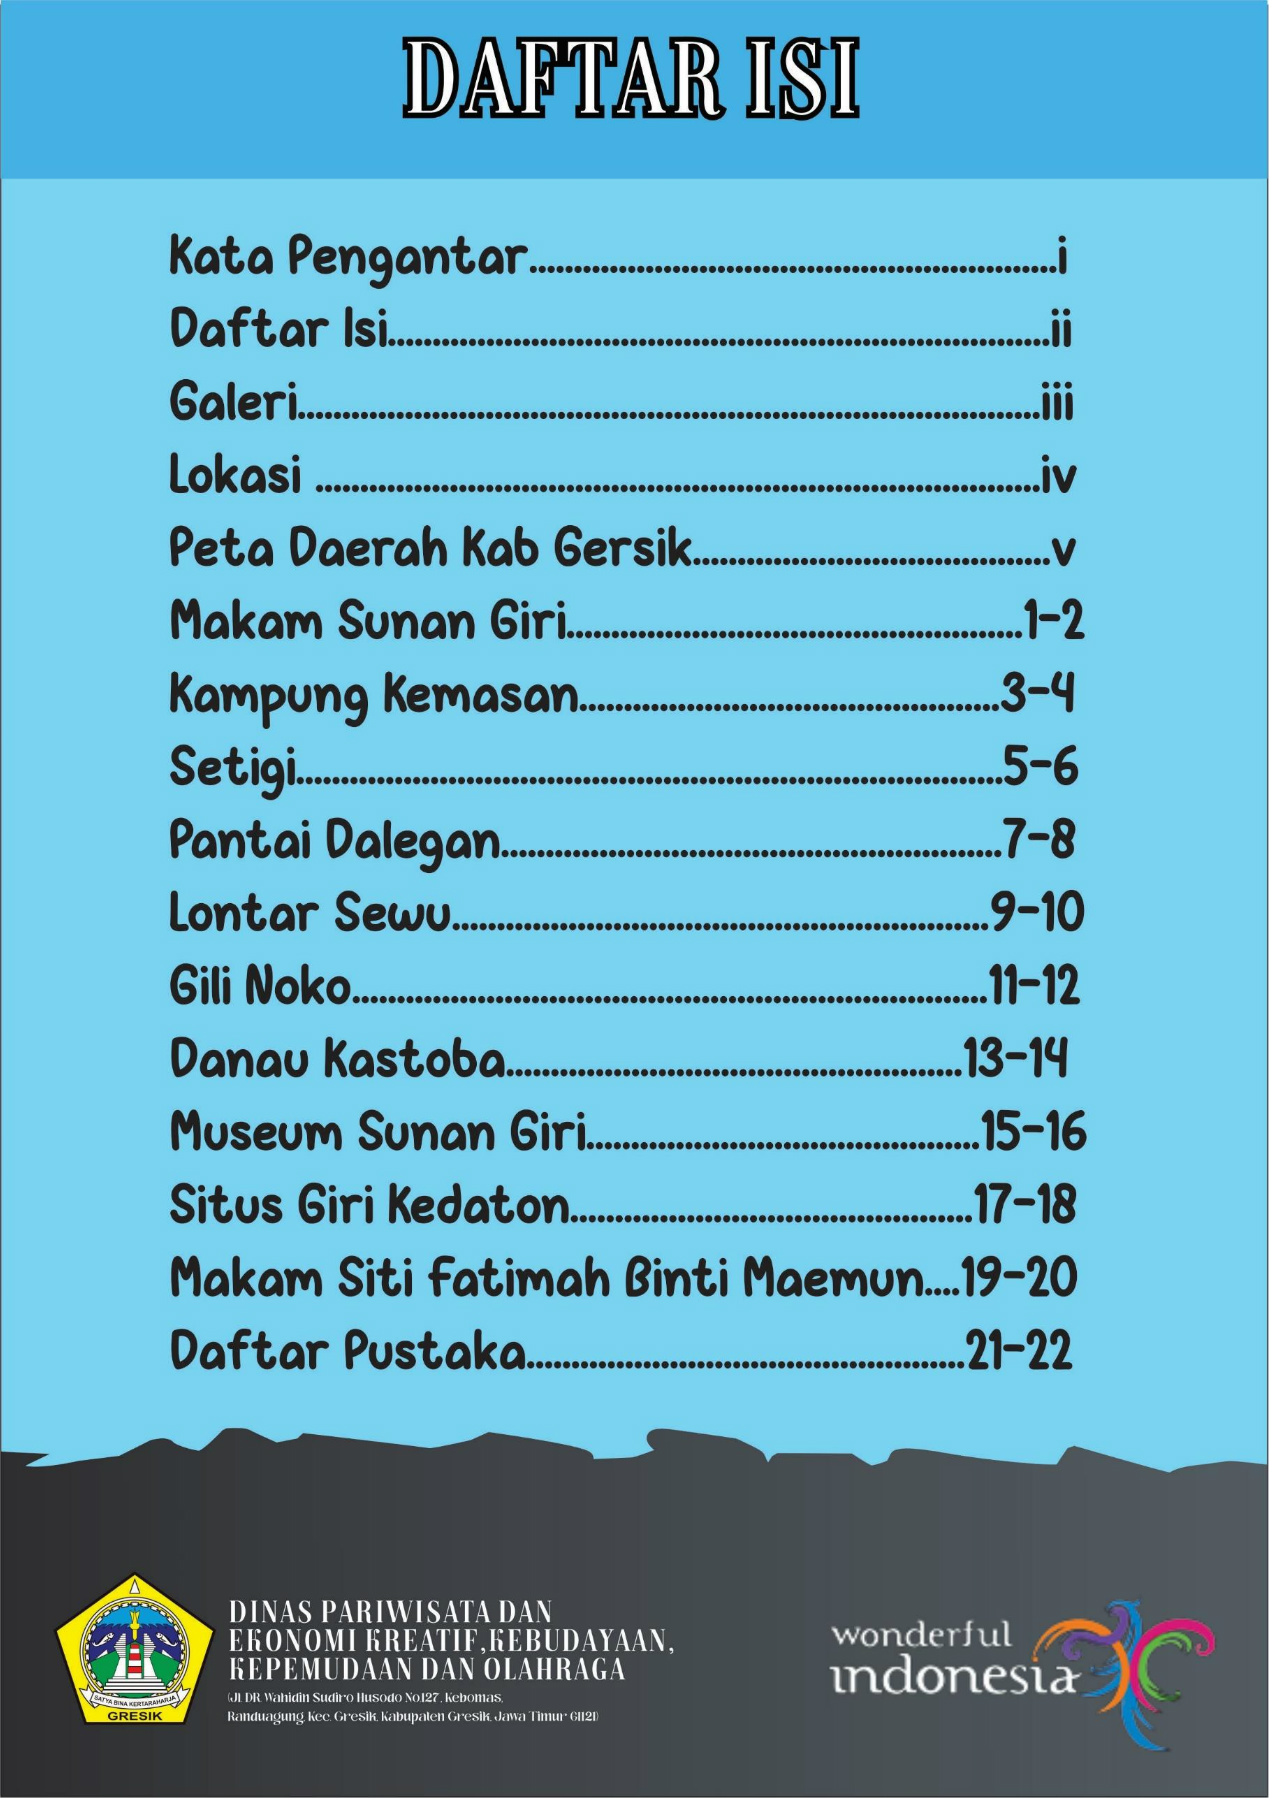 DAFTAR ISI
Kata Pengantar............................................................i
Daftar Isi...........................................................................ii
Galeri....................................................................................iii
Lokasi ..................................................................................iv
Peta Daerah Kab Gersik........................................v
Makam Sunan Giri...................................................1-2
Kampung Kemasan...............................................3-4
Setigi................................................................................5-6
Pantai Dalegan........................................................7-8
Lontar Sewu............................................................9-10
Gili Noko.......................................................................11-12
Danau Kastoba...................................................13-14
Museum Sunan Giri............................................15-16
Situs Giri Kedaton.............................................17-18
Makam Siti Fatimah Binti Maemun....19-20
Daftar Pustaka.................................................21-22
DINAS PARIWISATA DAN
EKONOMI KREATIF,KEBUDAYAAN,
KEPEMUDAAN DAN OLAHRAGA
(Jl. DR. Wahidin Sudiro Husodo No.127, Kebomas,
Randuagung, Kec. Gresik, Kabupaten Gresik, Jawa Timur 61121)
SATYA BINA KERTARAHARJA
GRESIK
wonderful
indonesia